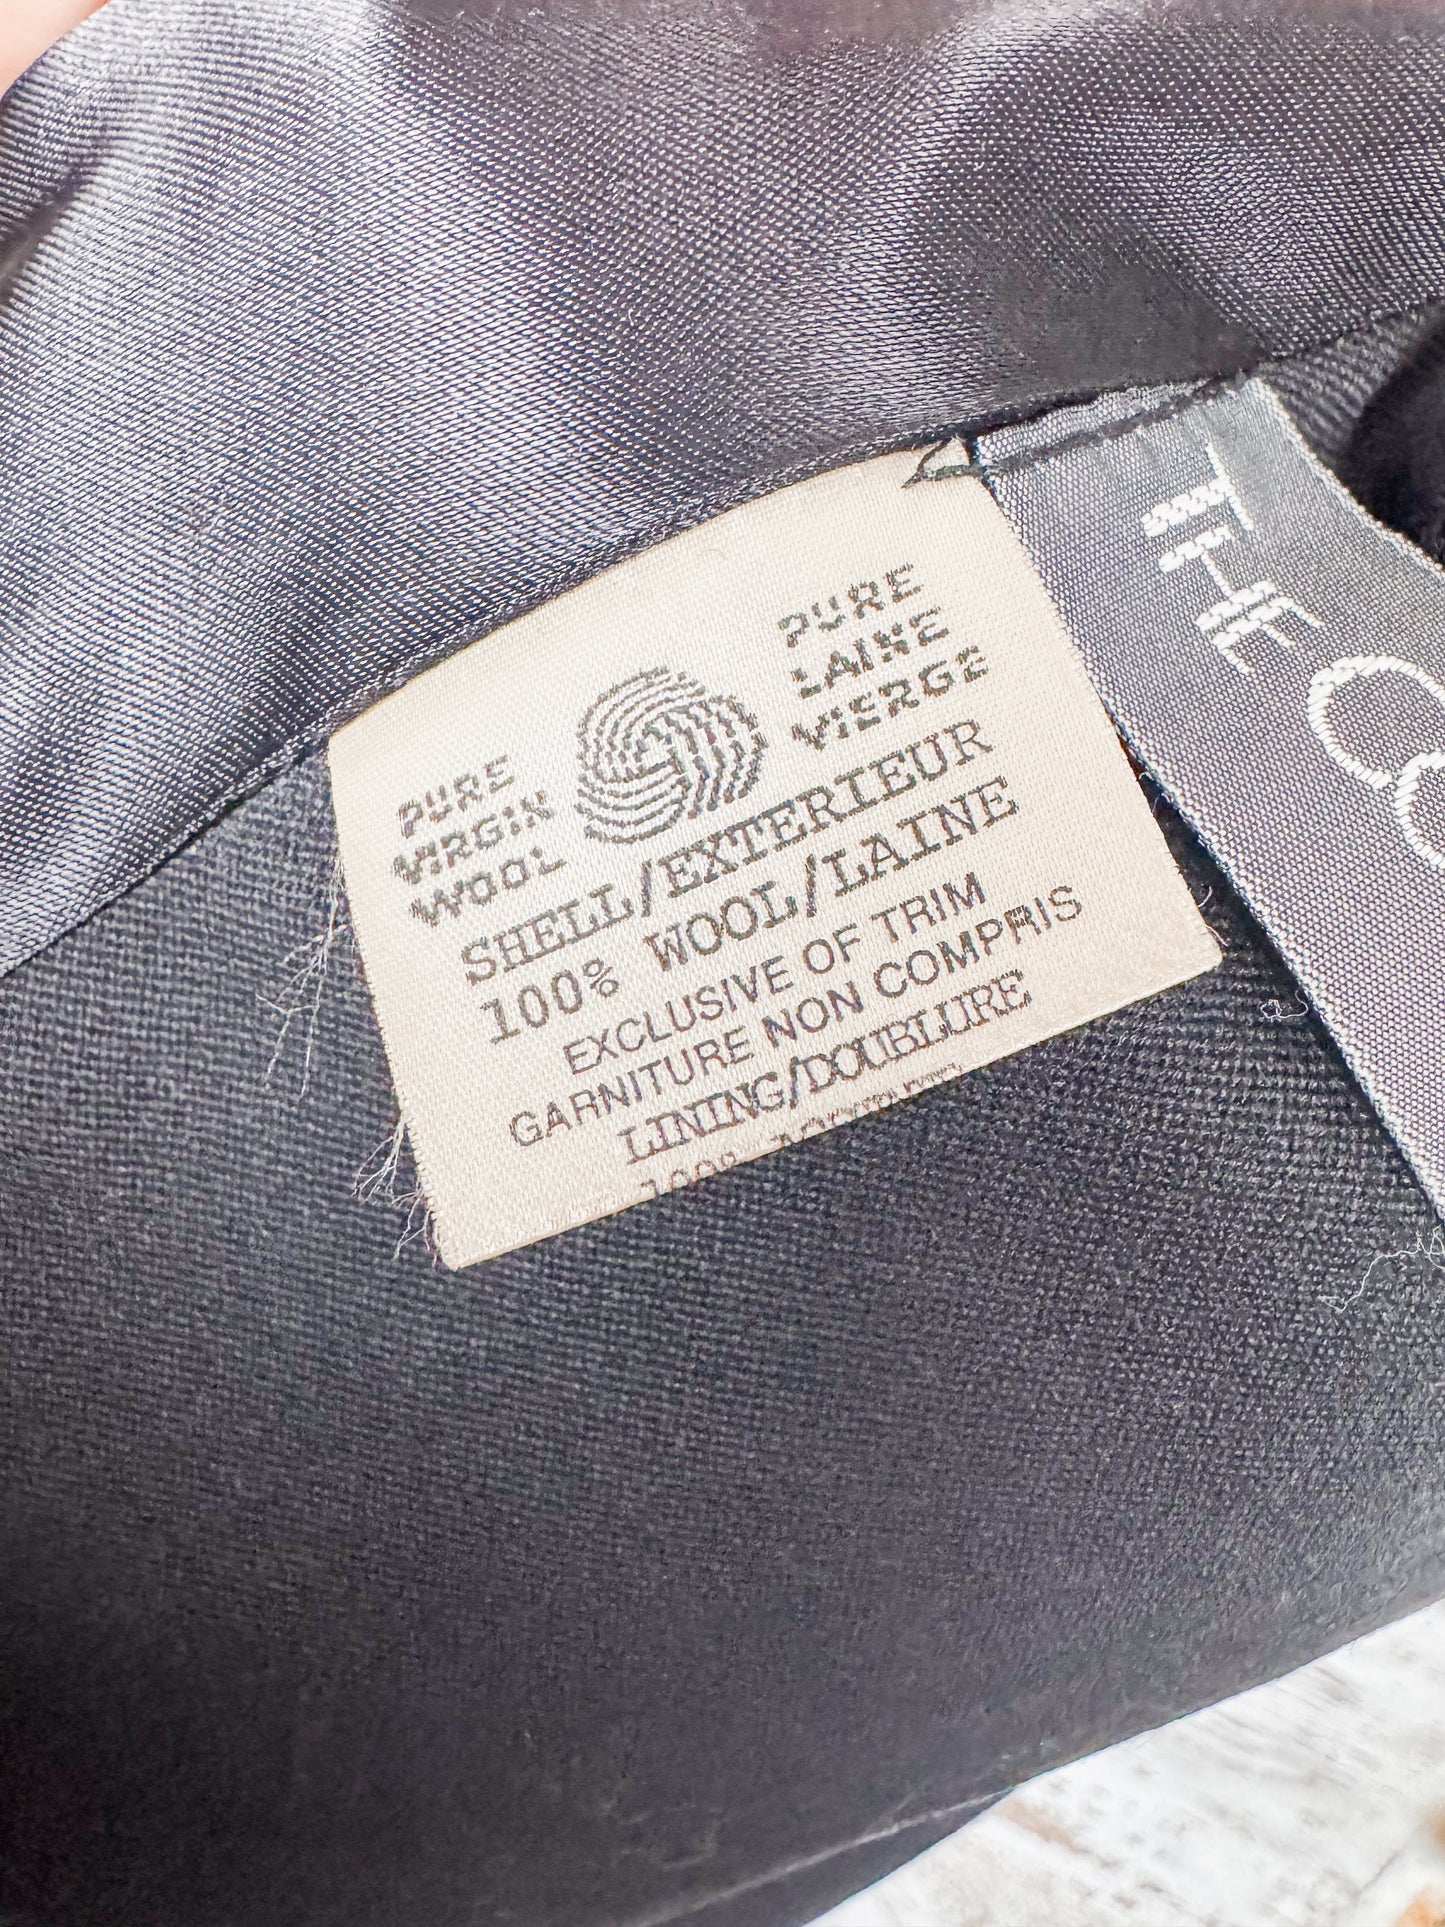 PURE
VIRGIN
WOOL
PURE
LAINE
VIERGE
SHELL/EXTERIEUR
100% WOOL/LAINE
EXCLUSIVE OF TRIM
GARNITURE NON COMPRIS
LINING/DOUBLURE
100%
THE